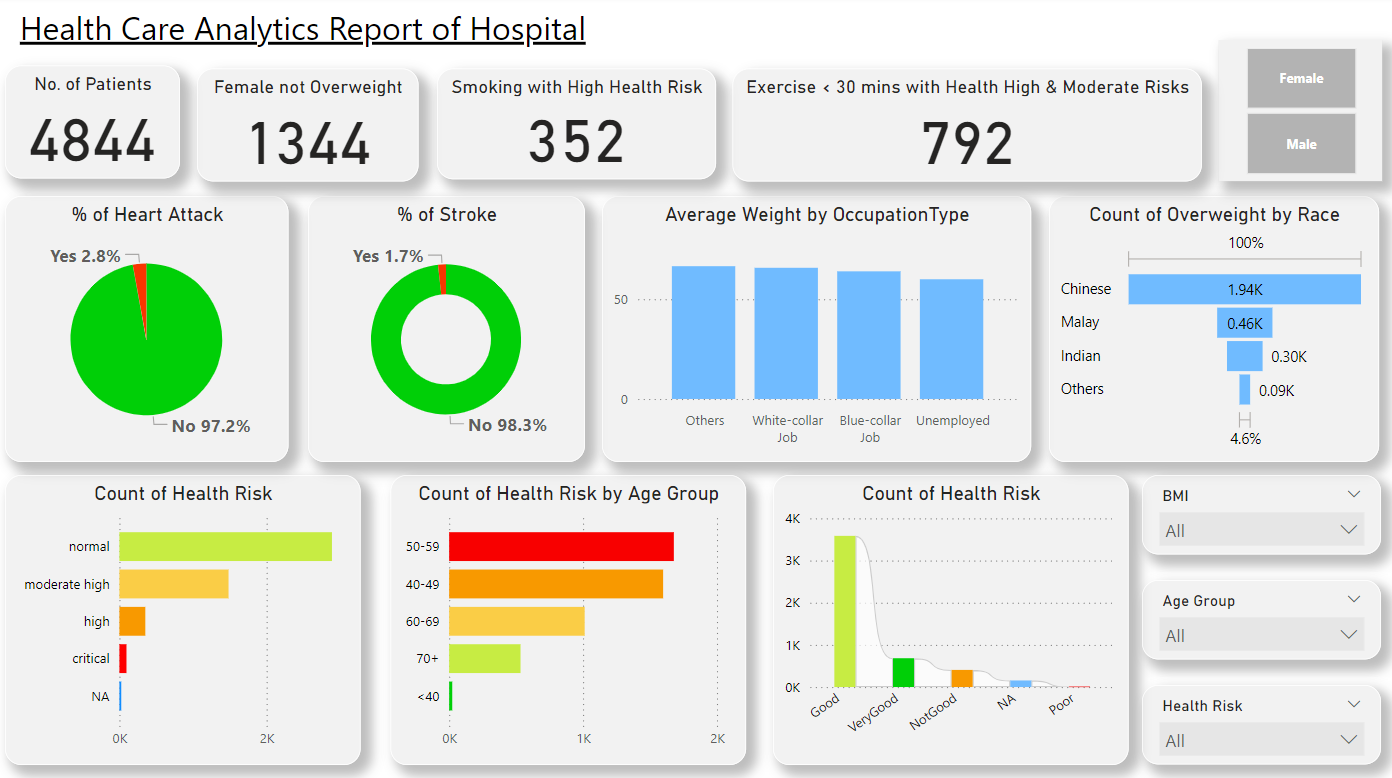 Health Care Analytics Report of Hospital
No. of Patients
4844
Female not Overweight
1344
Smoking with High Health Risk
352
Exercise < 30 mins with Health High & Moderate Risks
792
Female
Male
% of Heart Attack
Yes 2.8%
No 97.2%
% of Stroke
Yes 1.7%
No 98.3%
Average Weight by OccupationType
50
0
Others
White-collar
Job
Blue-collar
Job
Unemployed
Count of Overweight by Race
100%
Chinese
1.94K
Malay
0.46K
Indian
0.30K
Others
0.09K
4.6%
Count of Health Risk
normal
moderate high
high
critical
NA
0K
2K
Count of Health Risk by Age Group
50-59
40-49
60-69
70+
<40
0K
1K
2K
Count of Health Risk
4K
3K
2K
1K
0K
Good
VeryGood
NotGood
NA
Poor
BMI
All
Age Group
All
Health Risk
All